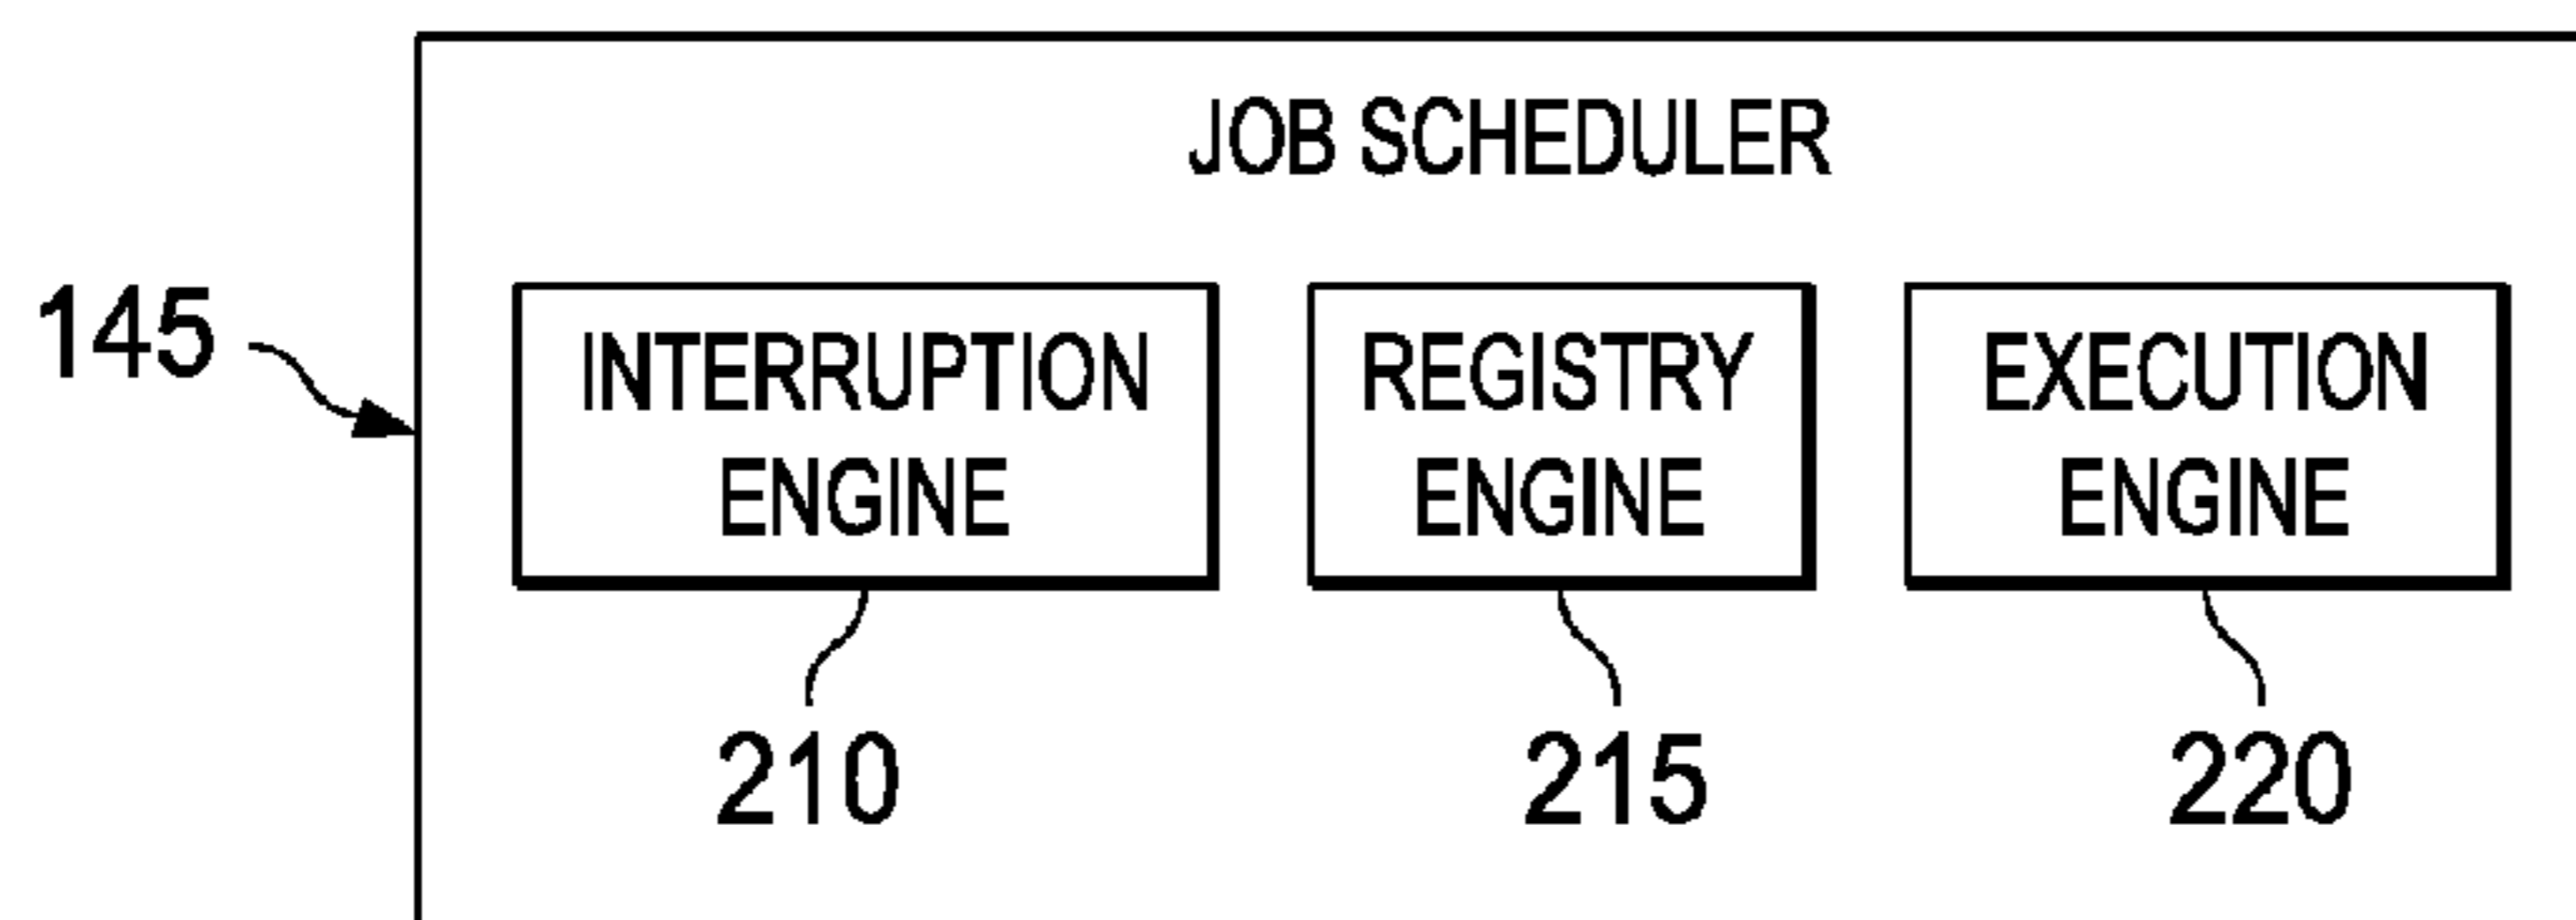 JOB SCHEDULER
145
INTERRUPTION
ENGINE
REGISTRY
ENGINE
EXECUTION
ENGINE
210
215
220